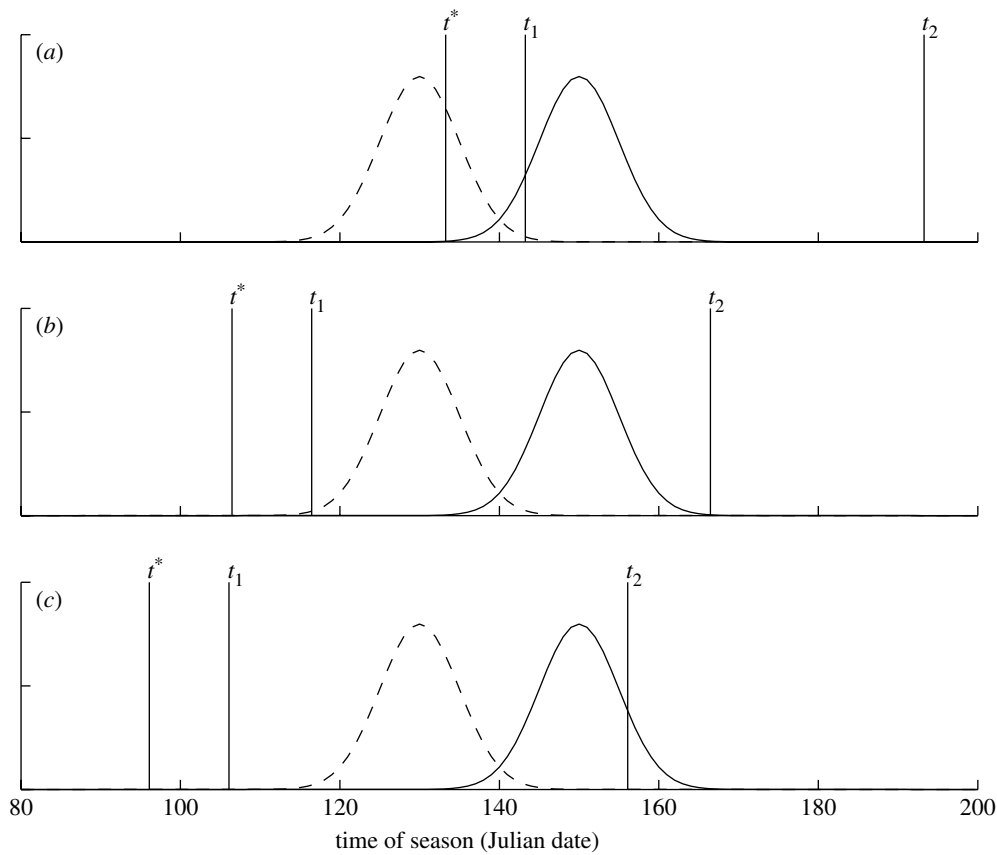 t* t₁ t₂
(a)
t* t₁ t₂
(b)
t* t₁ t₂
(c)
80 100 120 140 160 180 200
time of season (Julian date)